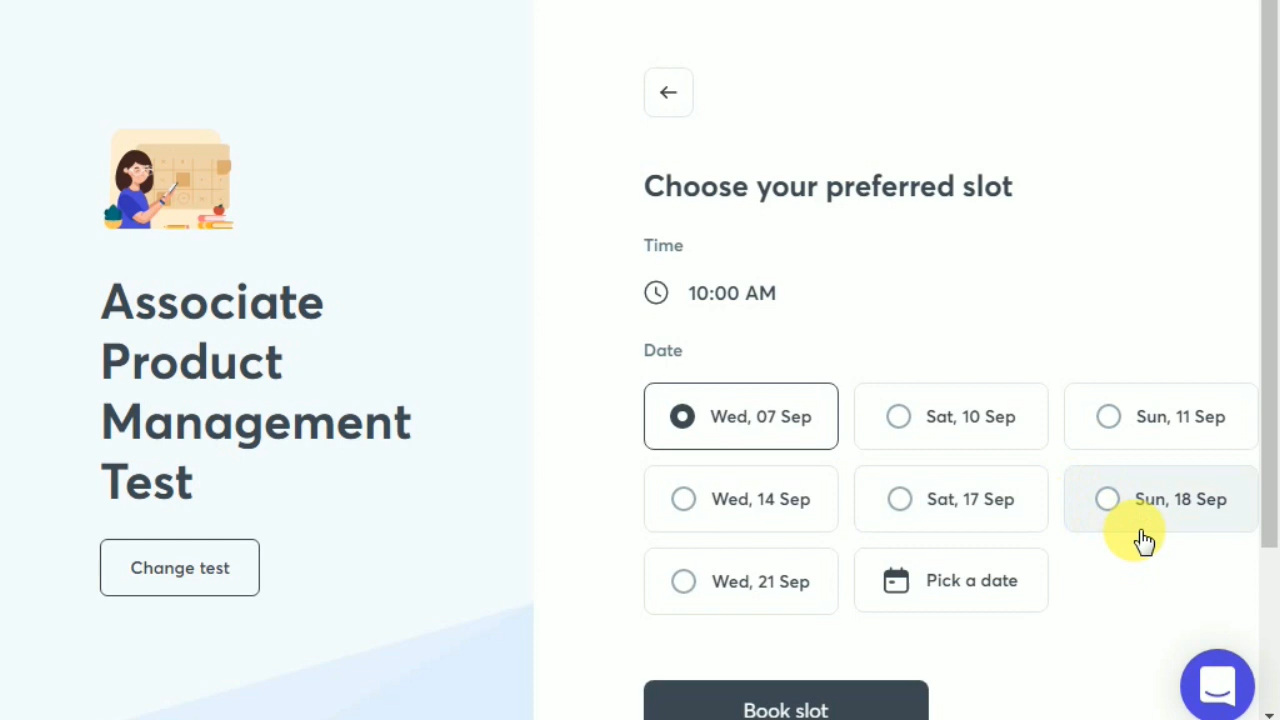 Associate
Product
Management
Test
Change test
Choose your preferred slot
Time
10:00 AM
Date
Wed, 07 Sep
Sat, 10 Sep
Sun, 11 Sep
Wed, 14 Sep
Sat, 17 Sep
Sun, 18 Sep
Wed, 21 Sep
Pick a date
Book slot